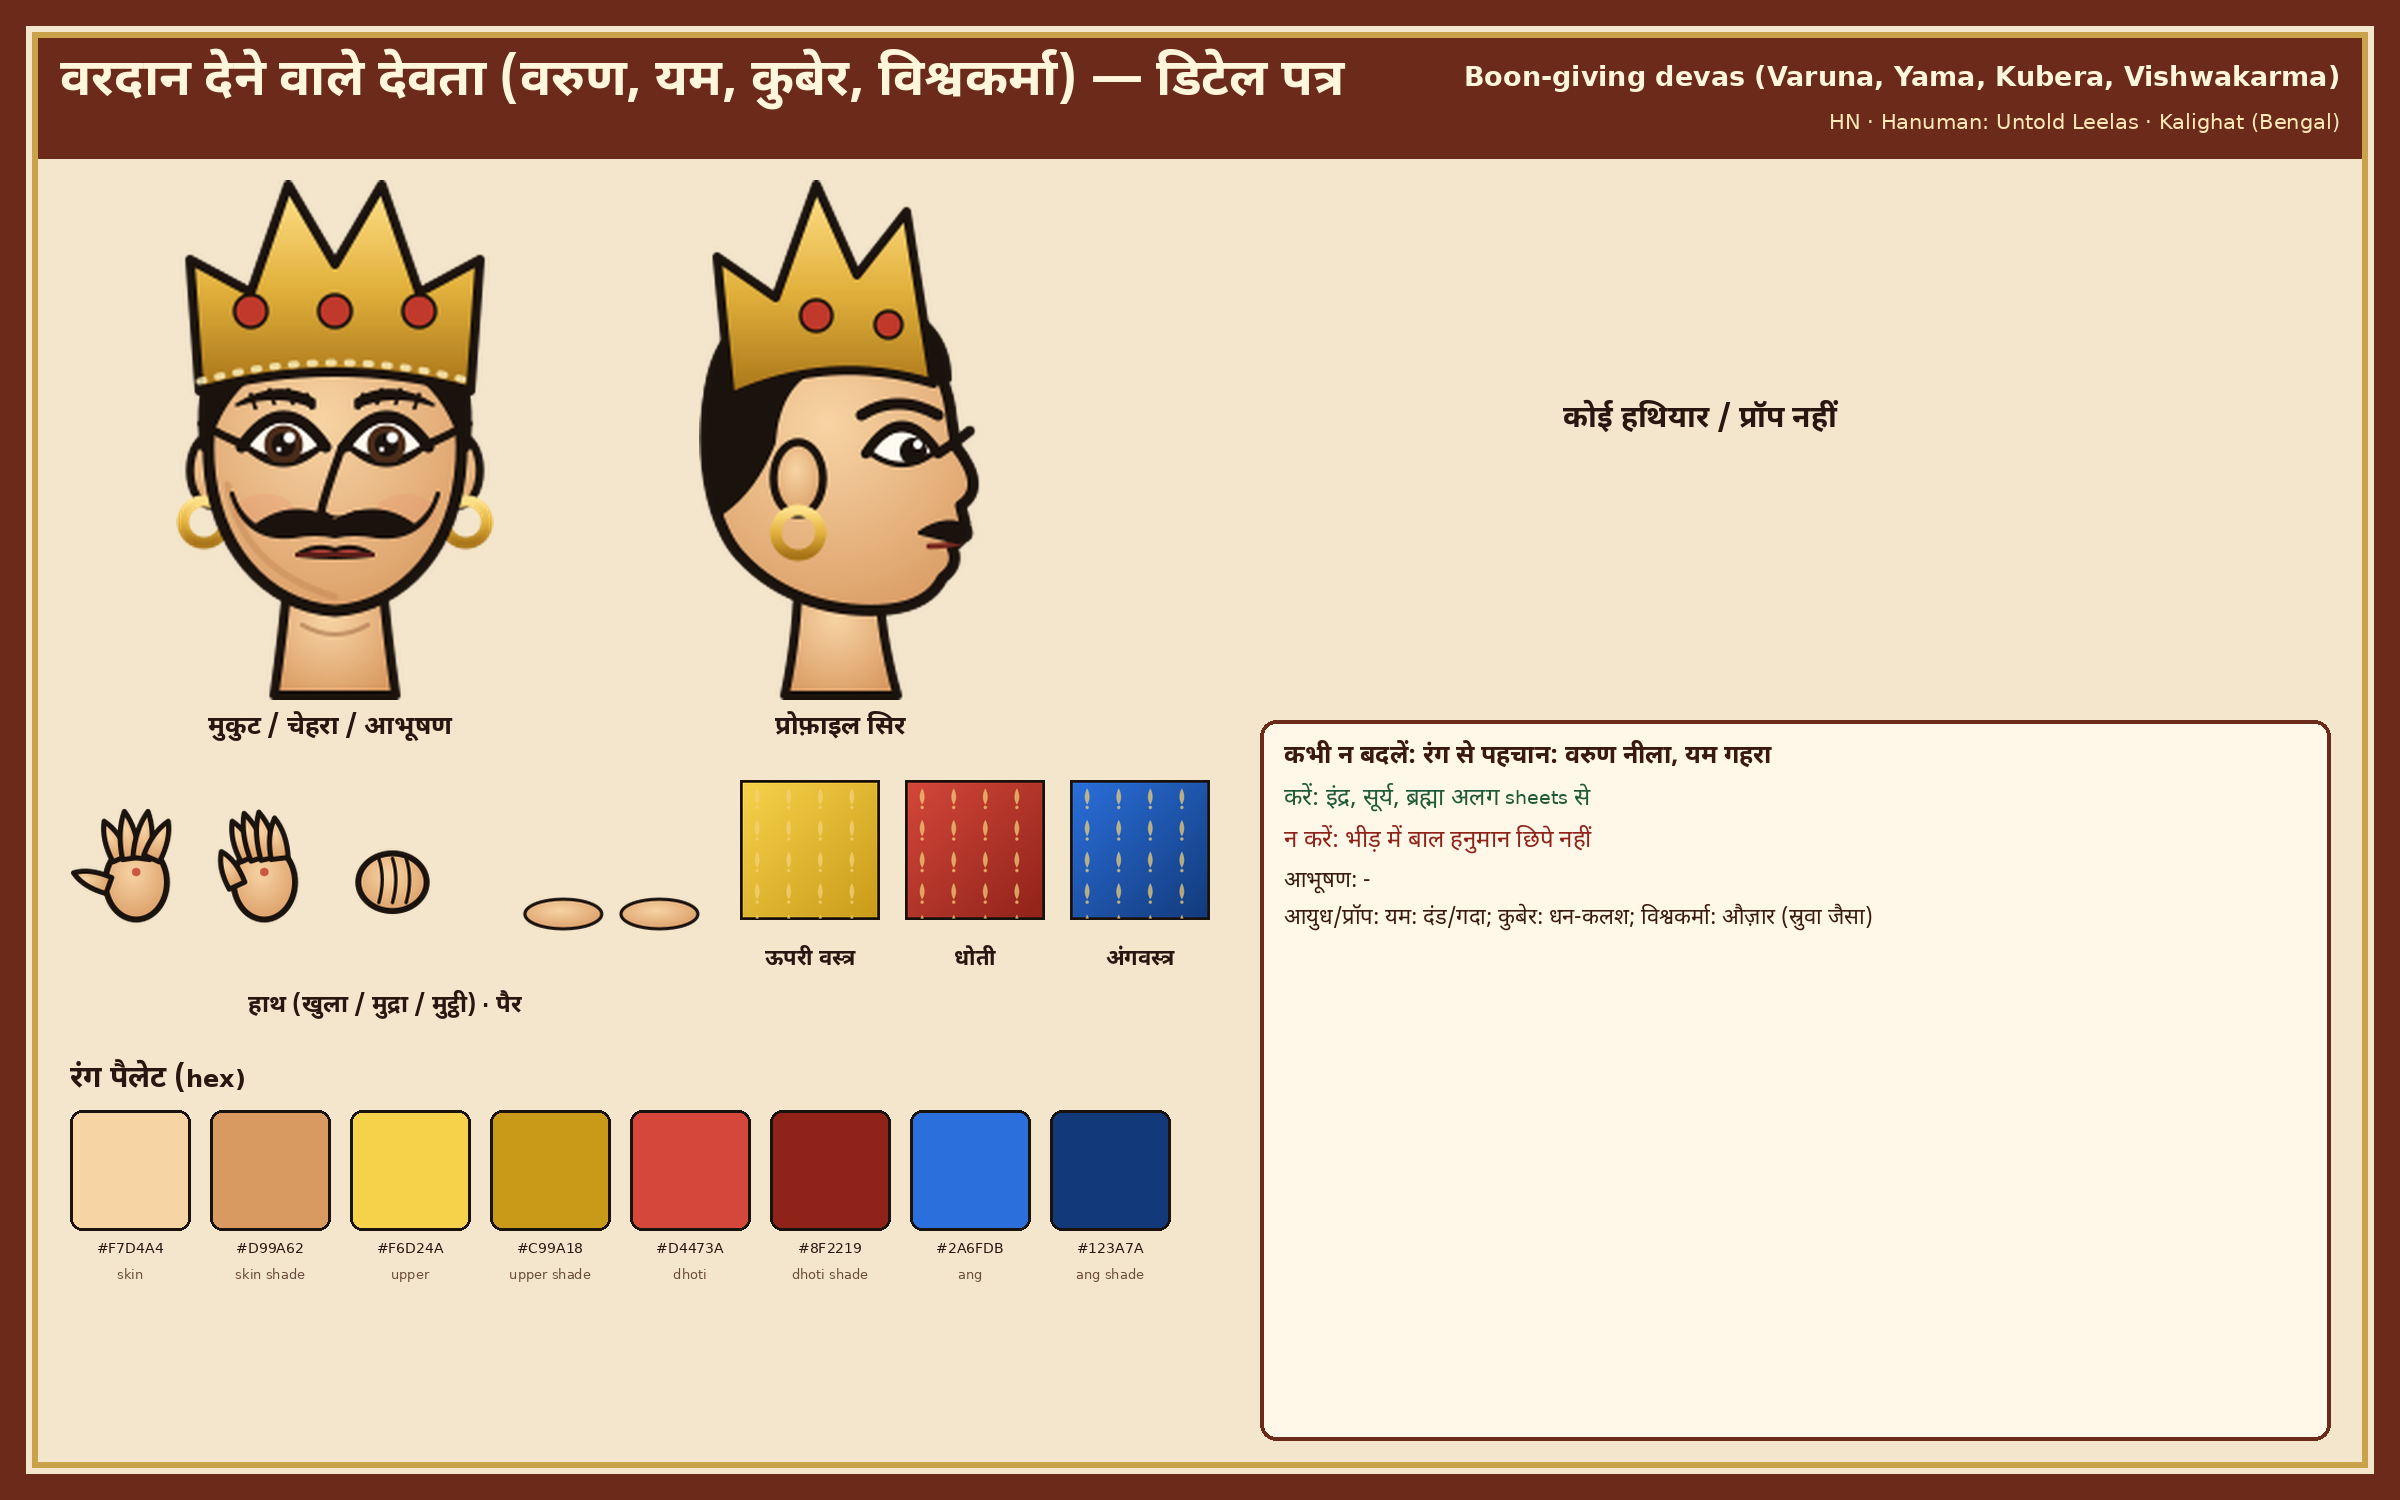 वरदान देने वाले देवता (वरुण, यम, कुबेर, विश्वकर्मा) — डिटेल पत्र
Boon-giving devas (Varuna, Yama, Kubera, Vishwakarma)
HN · Hanuman: Untold Leelas · Kalighat (Bengal)
कोई हथियार / प्रॉप नहीं
मुकुट / चेहरा / आभूषण
प्रोफ़ाइल सिर
ऊपरी वस्त्र
धोती
अंगवस्त्र
हाथ (खुला / मुद्रा / मुट्ठी) · पैर
कभी न बदलें: रंग से पहचान: वरुण नीला, यम गहरा
करें: इंद्र, सूर्य, ब्रह्मा अलग sheets से
न करें: भीड़ में बाल हनुमान छिपे नहीं
आभूषण: -
आयुध/प्रॉप: यम: दंड/गदा; कुबेर: धन-कलश; विश्वकर्मा: औज़ार (स्रुवा जैसा)
रंग पैलेट (hex)
#F7D4A4 #D99A62 #F6D24A #C99A18 #D4473A #8F2219 #2A6FDB #123A7A
skin skin shade upper upper shade dhoti dhoti shade ang ang shade